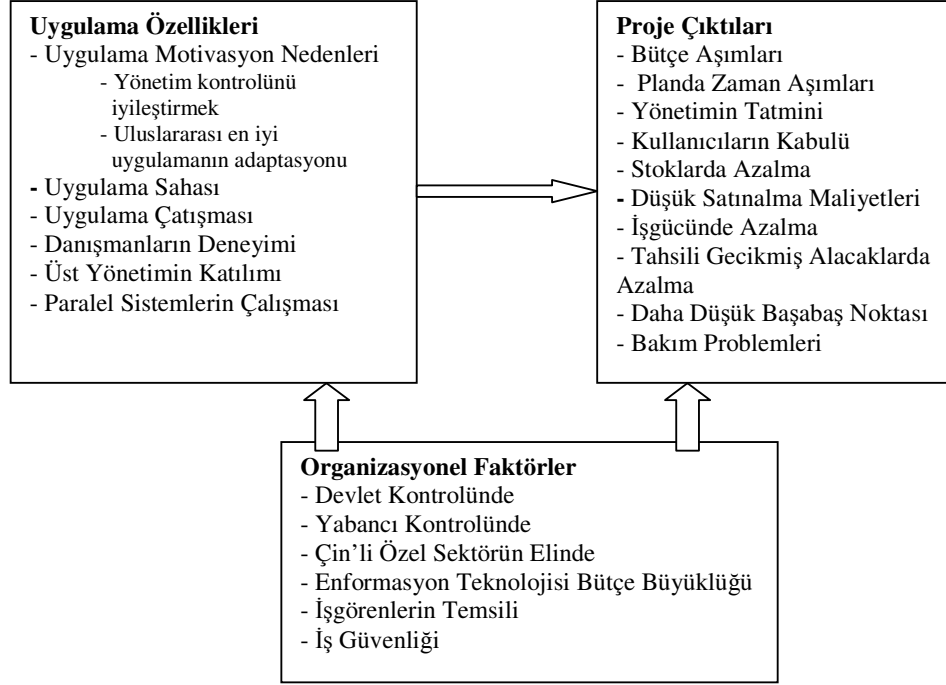 Uygulama Özellikleri
- Uygulama Motivasyon Nedenleri
- Yönetim kontrolünü
iyileştirmek
- Uluslararası en iyi
uygulamanın adaptasyonu
- Uygulama Sahası
- Uygulama Çatışması
- Danışmanların Deneyimi
- Üst Yönetimin Katılımı
- Paralel Sistemlerin Çalışması
Proje Çıktıları
- Bütçe Aşımları
- Planda Zaman Aşımları
- Yönetimin Tatmini
- Kullanıcıların Kabulü
- Stoklarda Azalma
- Düşük Satınalma Maliyetleri
- İşgücünde Azalma
- Tahsili Gecikmiş Alacaklarda
Azalma
- Daha Düşük Başabaş Noktası
- Bakım Problemleri
Organizasyonel Faktörler
- Devlet Kontrolünde
- Yabancı Kontrolünde
- Çin’li Özel Sektörün Elinde
- Enformasyon Teknolojisi Bütçe Büyüklüğü
- İşgörenlerin Temsili
- İş Güvenliği